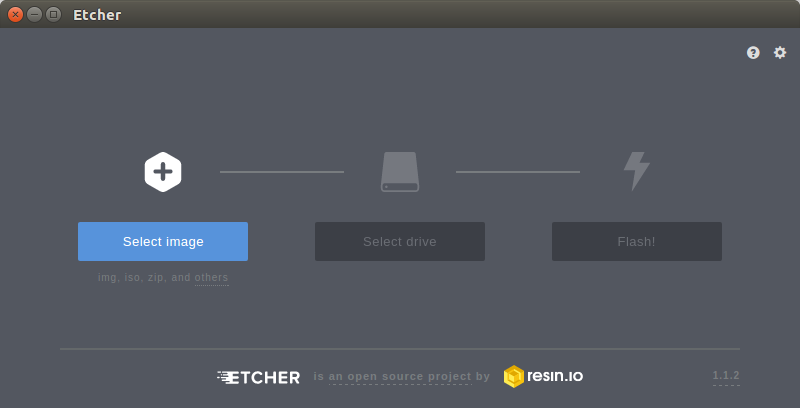 Etcher
Select image
Select drive
Flash!
img, iso, zip, and others
ETCHER is an open source project by resin.io
1.1.2